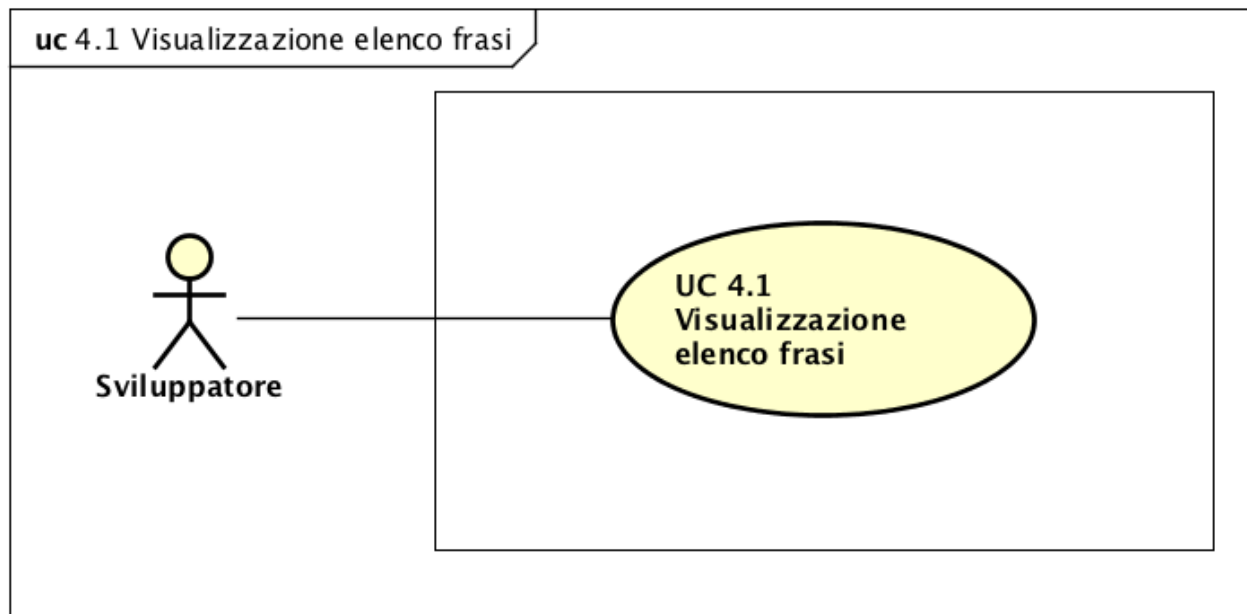 uc 4.1 Visualizzazione elenco frasi
UC 4.1
Visualizzazione
elenco frasi
Sviluppatore